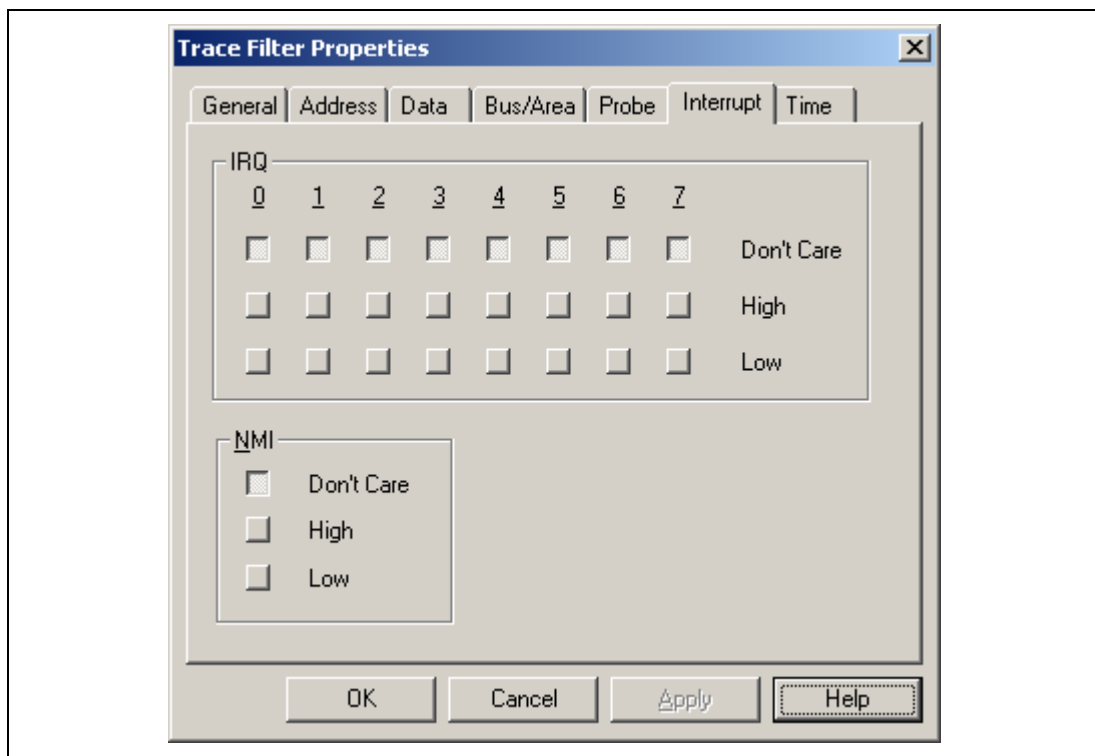 Trace Filter Properties
General Address Data Bus/Area Probe Interrupt Time
IRQ
0 1 2 3 4 5 6 7
Don't Care
High
Low
NMI
Don't Care
High
Low
OK Cancel Apply Help